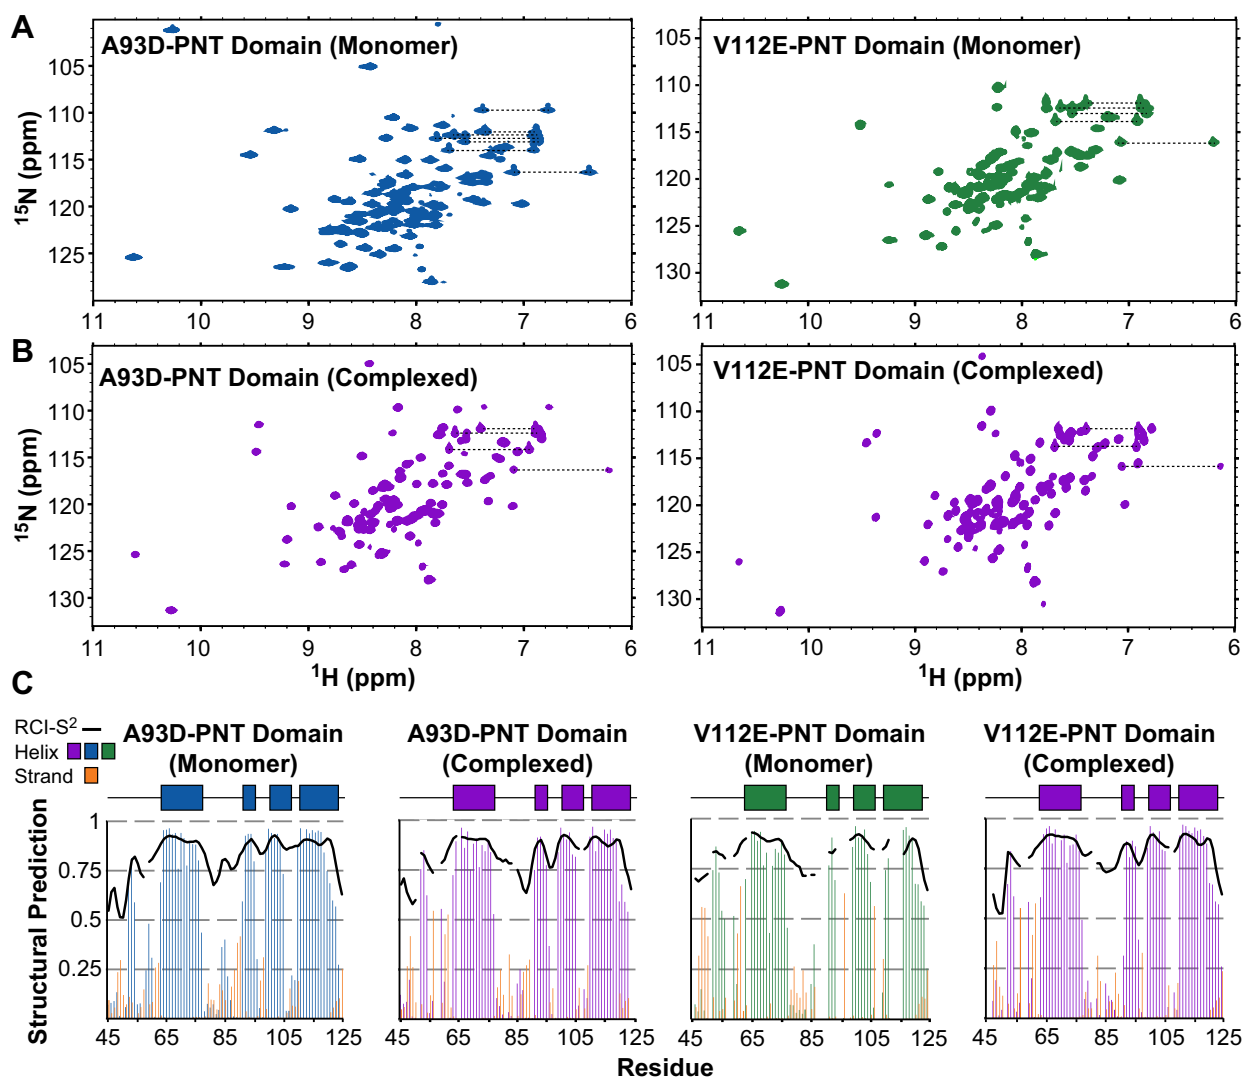 A
A93D-PNT Domain (Monomer)
V112E-PNT Domain (Monomer)
105
110
115
120
125
15N (ppm)
11 10 9 8 7 6
105
110
115
120
125
130
11 10 9 8 7 6
B
A93D-PNT Domain (Complexed)
V112E-PNT Domain (Complexed)
105
110
115
120
125
130
15N (ppm)
11 10 9 8 7 6
1H (ppm)
105
110
115
120
125
130
11 10 9 8 7 6
1H (ppm)
C
RCI-S2
Helix
Strand
A93D-PNT Domain
(Monomer)
A93D-PNT Domain
(Complexed)
V112E-PNT Domain
(Monomer)
V112E-PNT Domain
(Complexed)
Structural Prediction
1
0.75
0.5
0.25
45 65 85 105 125
45 65 85 105 125
45 65 85 105 125
45 65 85 105 125
Residue